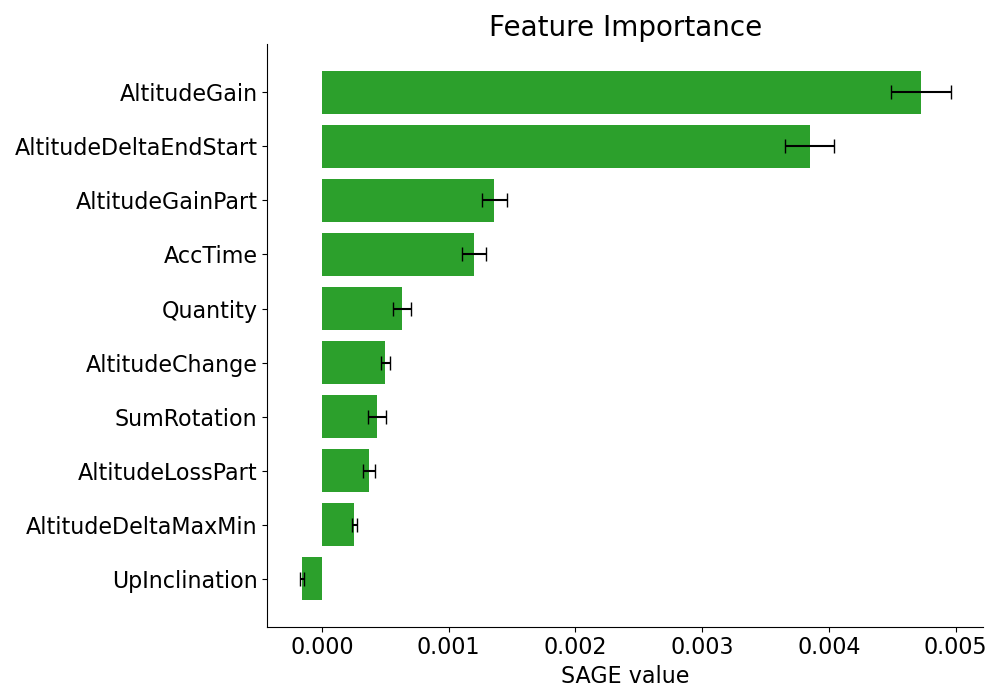 Feature Importance
AltitudeGain
AltitudeDeltaEndStart
AltitudeGainPart
AccTime
Quantity
AltitudeChange
SumRotation
AltitudeLossPart
AltitudeDeltaMaxMin
UpInclination
0.000 0.001 0.002 0.003 0.004 0.005
SAGE value